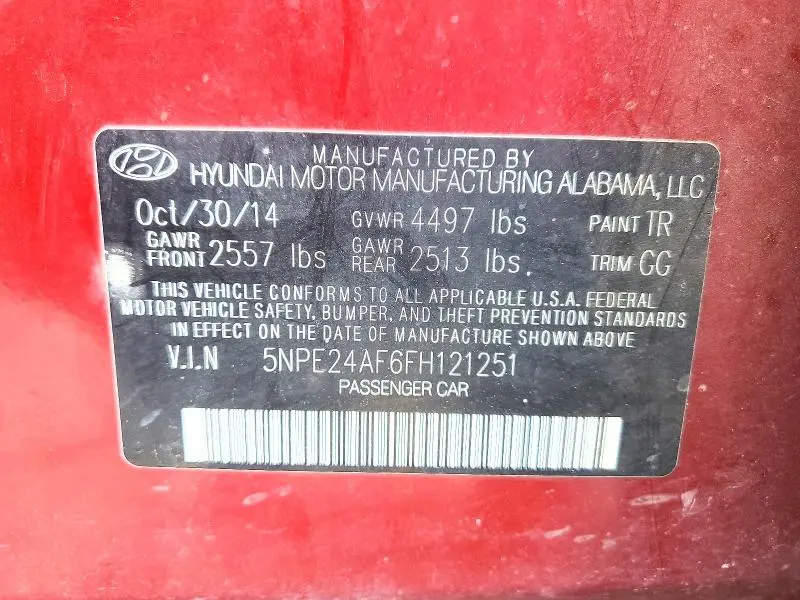 MANUFACTURED BY
HYUNDAI MOTOR MANUFACTURING ALABAMA, LLC
Oct/30/14 GVWR 4497 lbs PAINT TR
GAWR FRONT 2557 lbs GAWR REAR 2513 lbs. TRIM GG
THIS VEHICLE CONFORMS TO ALL APPLICABLE U.S.A. FEDERAL
MOTOR VEHICLE SAFETY, BUMPER, AND THEFT PREVENTION STANDARDS
IN EFFECT ON THE DATE OF MANUFACTURE SHOWN ABOVE
V.I.N 5NPE24AF6FH121251
PASSENGER CAR